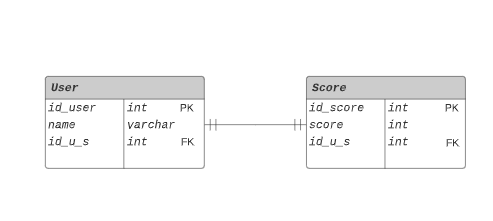 User
id_user int PK
name varchar
id_u_s int FK
Score
id_score int PK
score int
id_u_s int FK